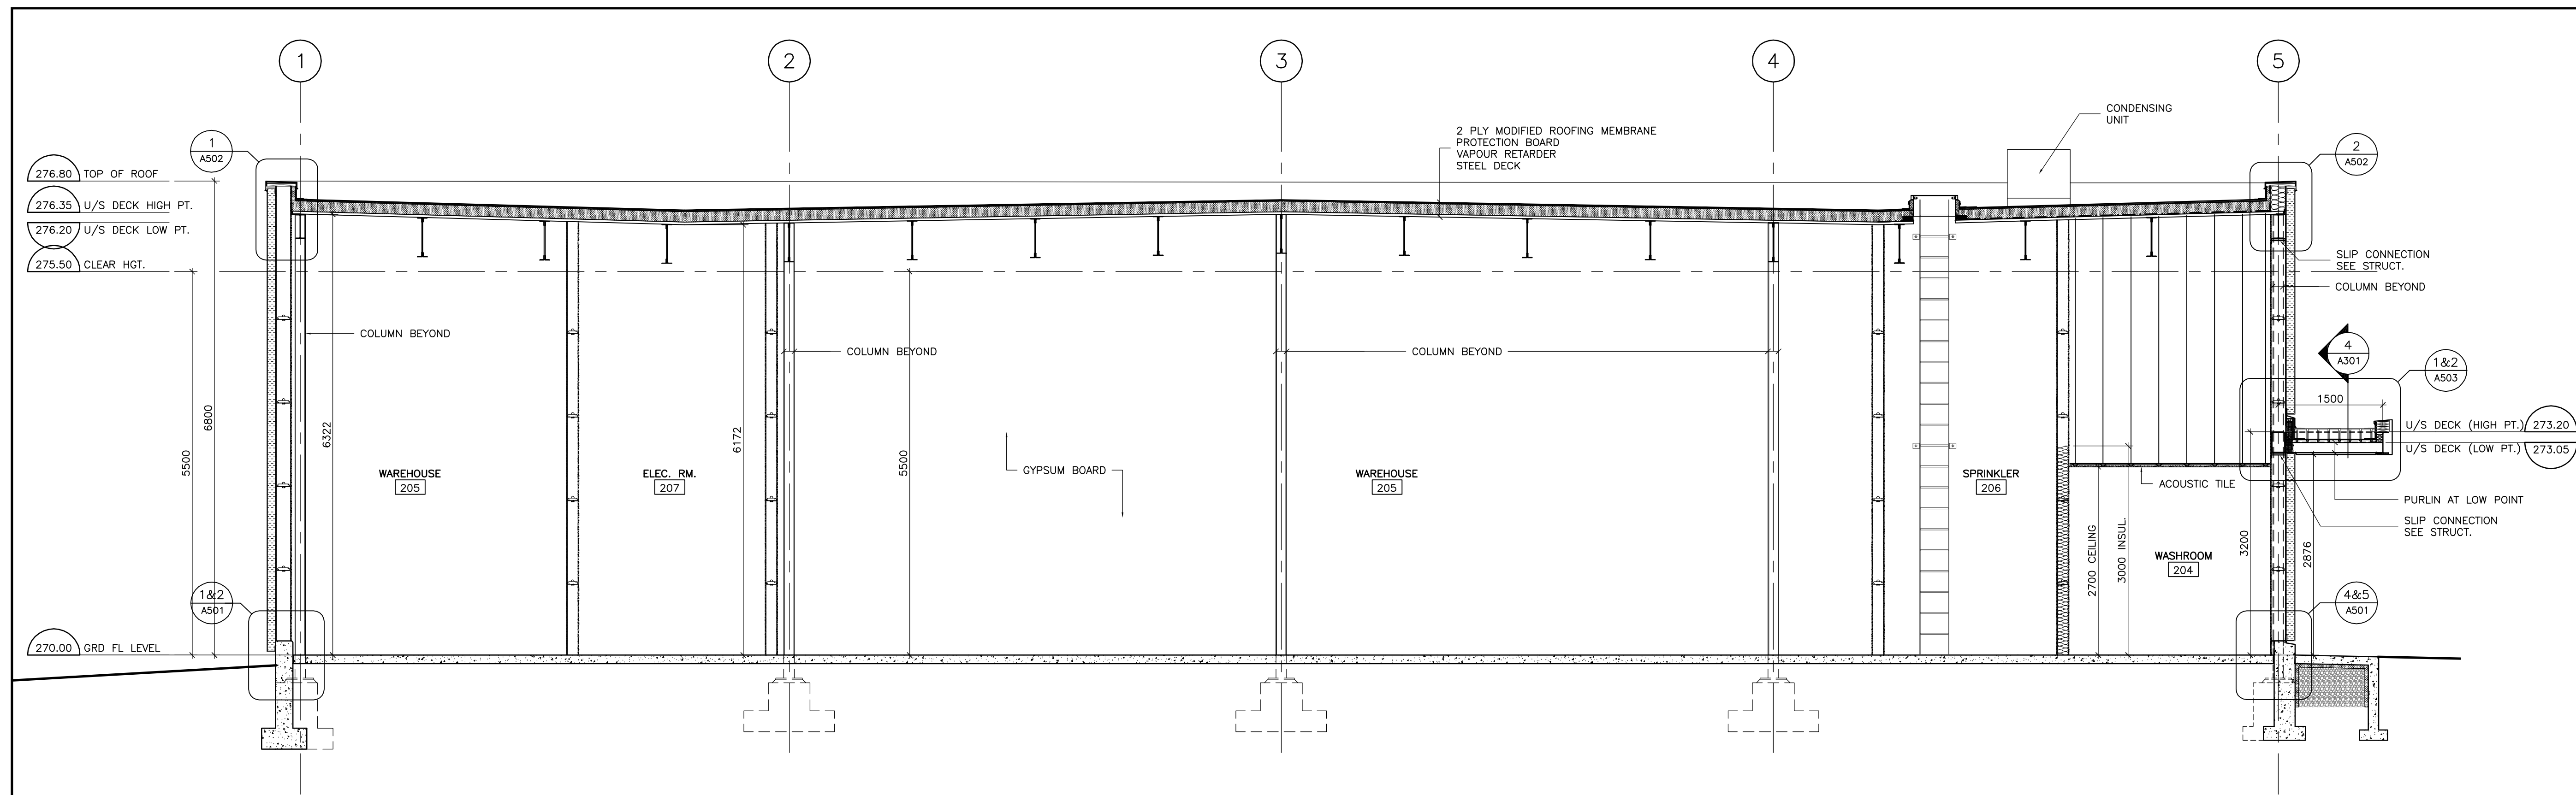 1
2
3
4
5
CONDENSING
UNIT
2 PLY MODIFIED ROOFING MEMBRANE
PROTECTION BOARD
VAPOUR RETARDER
STEEL DECK
1
A502
2
A502
276.80 TOP OF ROOF
276.35 U/S DECK HIGH PT.
276.20 U/S DECK LOW PT.
275.50 CLEAR HGT.
SLIP CONNECTION
SEE STRUCT.
COLUMN BEYOND
COLUMN BEYOND
COLUMN BEYOND
COLUMN BEYOND
4
A301
1&2
A503
1500
6800
6322
6172
5500
5500
U/S DECK (HIGH PT.) 273.20
U/S DECK (LOW PT.) 273.05
WAREHOUSE
205
ELEC. RM.
207
GYPSUM BOARD
WAREHOUSE
205
SPRINKLER
206
ACOUSTIC TILE
PURLIN AT LOW POINT
SLIP CONNECTION
SEE STRUCT.
2700 CEILING
3000 INSUL.
WASHROOM
204
3200
2876
1&2
A501
4&5
A501
270.00 GRD FL LEVEL